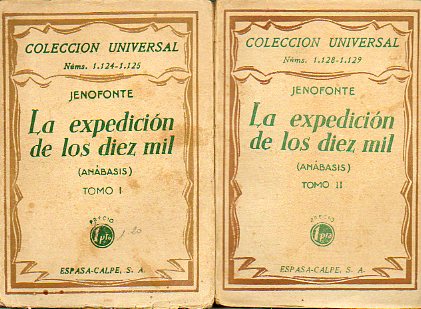 COLECCION UNIVERSAL
Núms. 1.124-1.125
JENOFONTE
La expedición
de los diez mil
(ANÁBASIS)
TOMO I
PRECIO
1 pta
1.20
ESPASA-CALPE, S. A.
COLECCION UNIVERSAL
Núms. 1.128-1.129
JENOFONTE
La expedición
de los diez mil
(ANÁBASIS)
TOMO II
PRECIO
1 pta
ESPASA-CALPE, S. A.